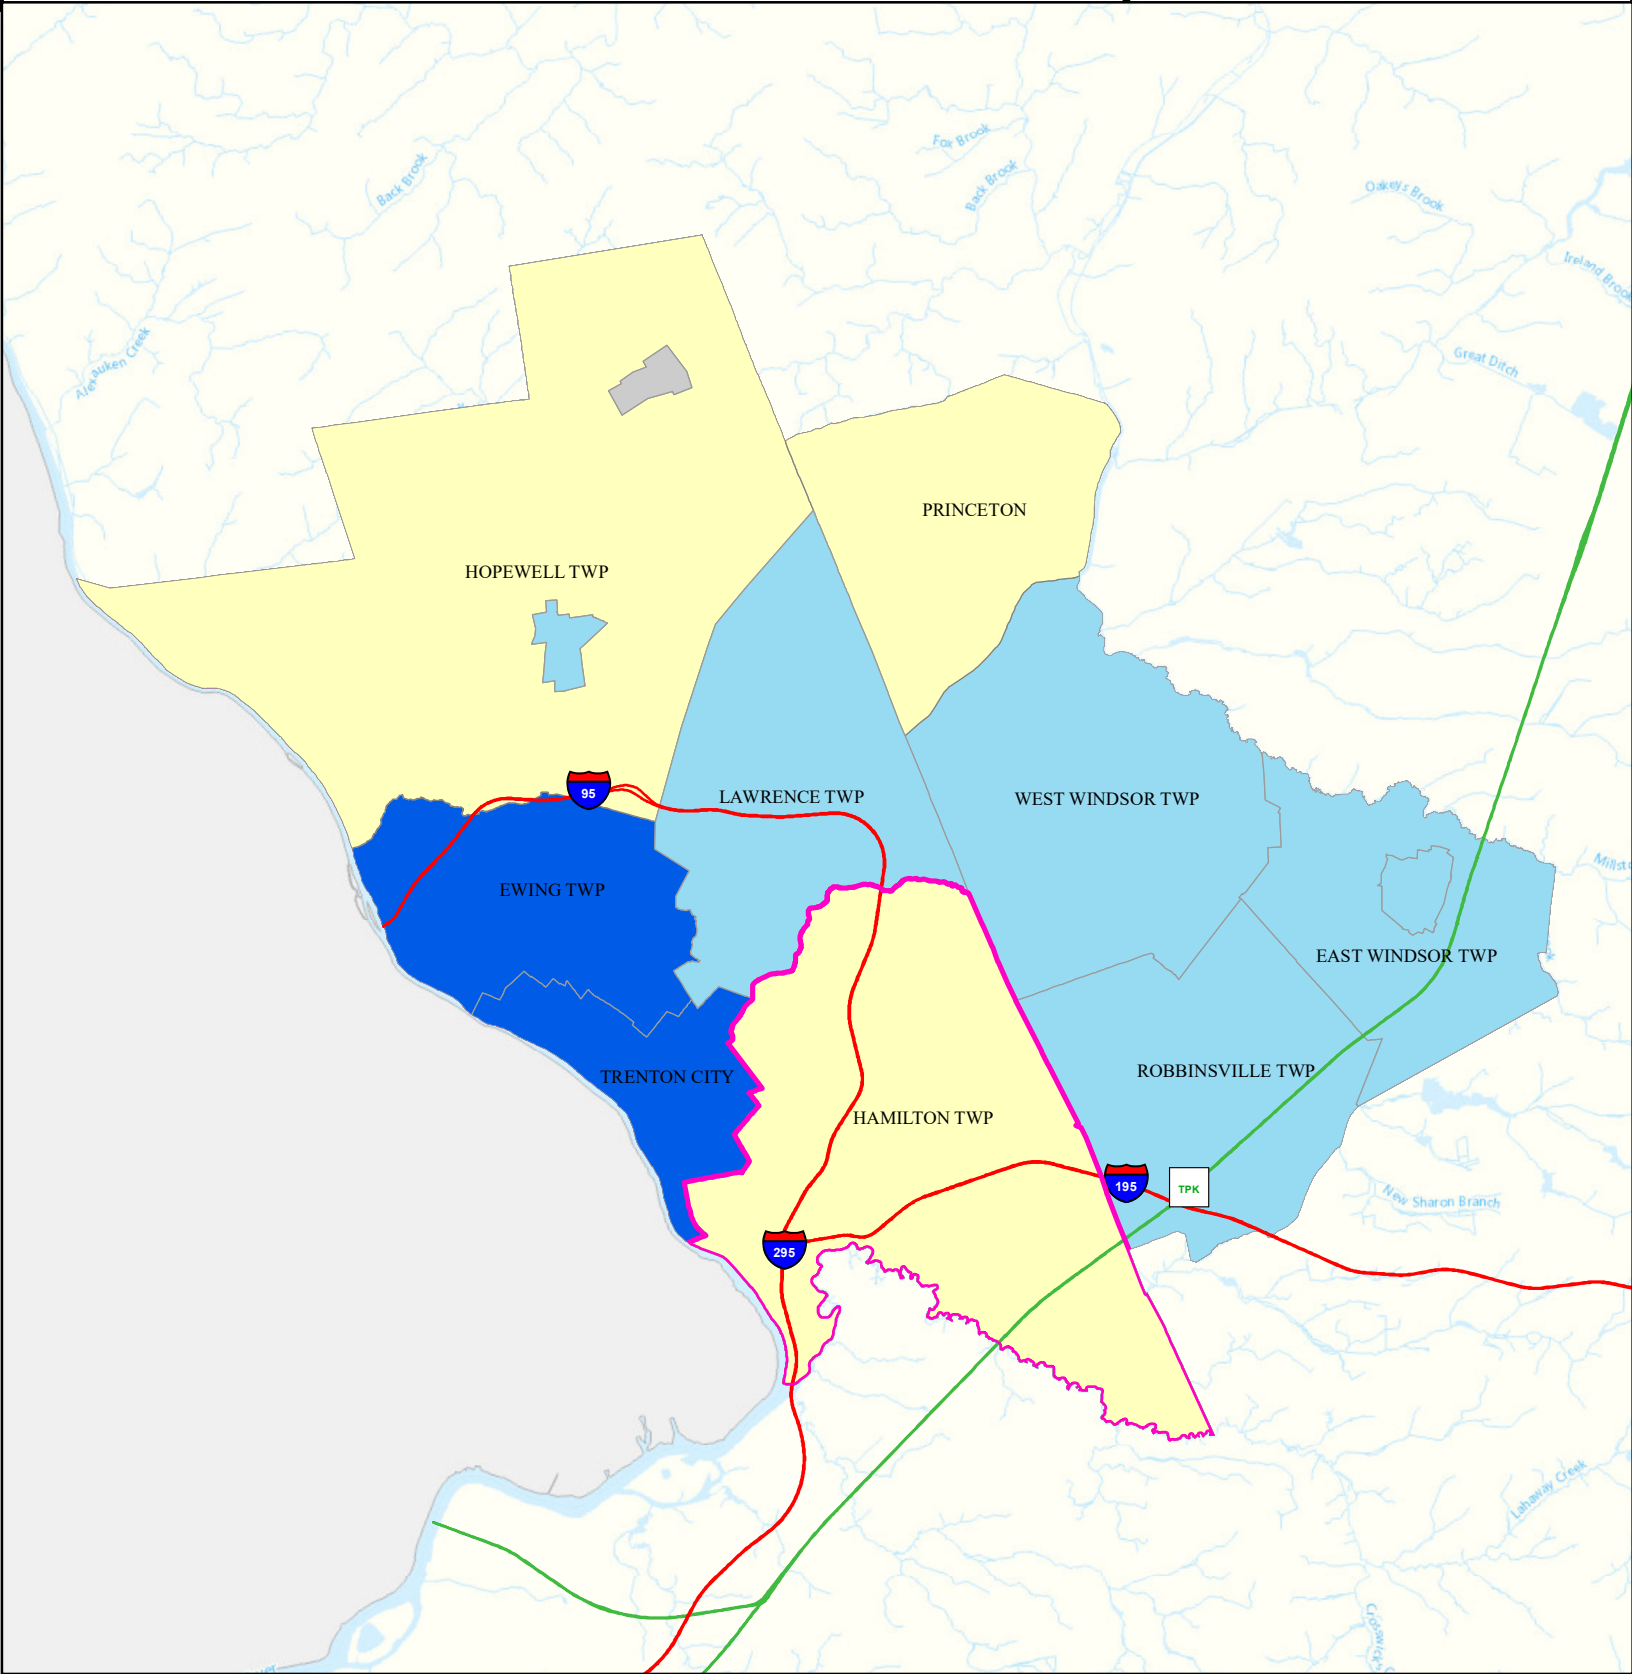 Fox Brook
Back Brook
Back Brook
Oakeys Brook
Ireland Brook
Alexauken Creek
Great Ditch
PRINCETON
HOPEWELL TWP
95
LAWRENCE TWP
WEST WINDSOR TWP
EWING TWP
EAST WINDSOR TWP
TRENTON CITY
ROBBINSVILLE TWP
HAMILTON TWP
195
TPK
New Sharon Branch
295
Lahaway Creek